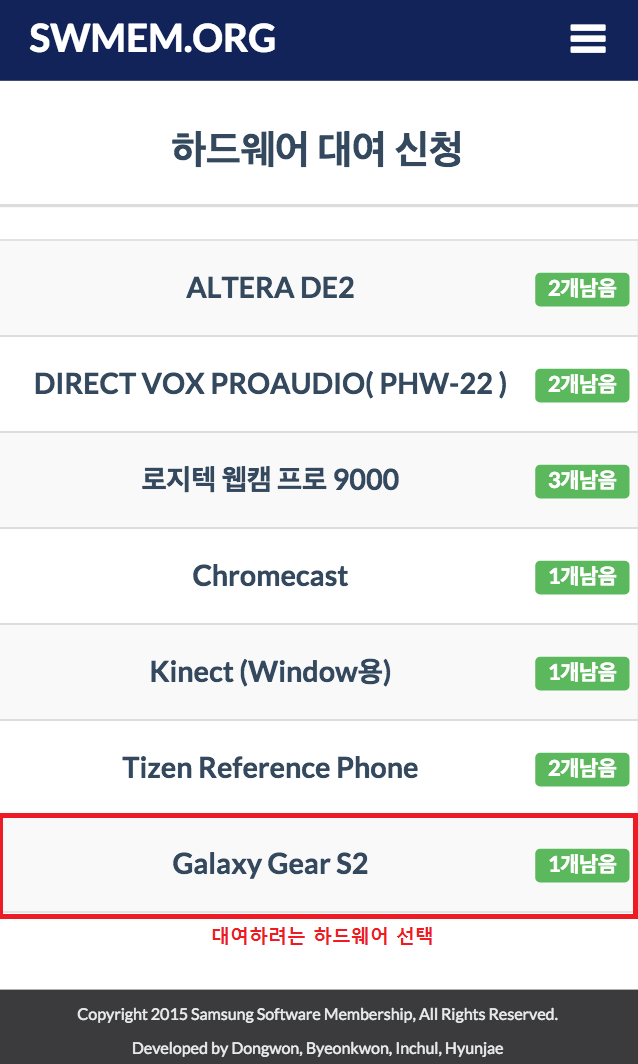 SWMEM.ORG
하드웨어 대여 신청
ALTERA DE2 2개남음
DIRECT VOX PROAUDIO( PHW-22 ) 2개남음
로지텍 웹캠 프로 9000 3개남음
Chromecast 1개남음
Kinect (Window용) 1개남음
Tizen Reference Phone 2개남음
Galaxy Gear S2 1개남음
대여하려는 하드웨어 선택
Copyright 2015 Samsung Software Membership, All Rights Reserved.
Developed by Dongwon, Byeonkwon, Inchul, Hyunjae